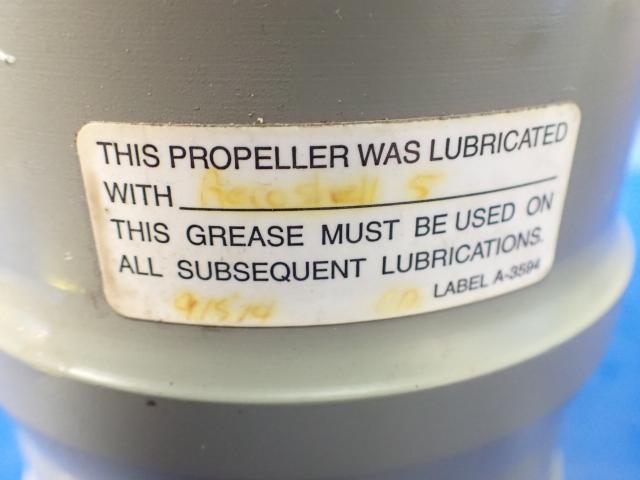 THIS PROPELLER WAS LUBRICATED
WITH Aeroshell 5
THIS GREASE MUST BE USED ON
ALL SUBSEQUENT LUBRICATIONS.
LABEL A-3594